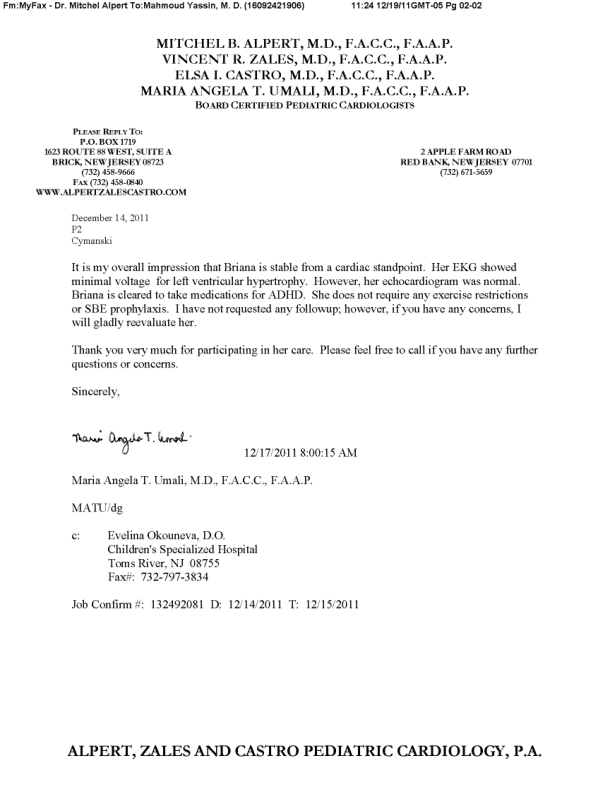 Fm:MyFax - Dr. Mitchel Alpert To:Mahmoud Yassin, M. D. (16092421906) 11:24 12/19/11GMT-05 Pg 02-02
MITCHEL B. ALPERT, M.D., F.A.C.C., F.A.A.P.
VINCENT R. ZALES, M.D., F.A.C.C., F.A.A.P.
ELSA I. CASTRO, M.D., F.A.C.C., F.A.A.P.
MARIA ANGELA T. UMALI, M.D., F.A.C.C., F.A.A.P.
BOARD CERTIFIED PEDIATRIC CARDIOLOGISTS
PLEASE REPLY TO:
P.O. BOX 1719
1623 ROUTE 88 WEST, SUITE A
BRICK, NEW JERSEY 08723
(732) 458-9666
FAX (732) 458-0840
WWW.ALPERTZALESCASTRO.COM
2 APPLE FARM ROAD
RED BANK, NEW JERSEY 07701
(732) 671-5659
December 14, 2011
P2
Cymanski
It is my overall impression that Briana is stable from a cardiac standpoint. Her EKG showed
minimal voltage for left ventricular hypertrophy. However, her echocardiogram was normal.
Briana is cleared to take medications for ADHD. She does not require any exercise restrictions
or SBE prophylaxis. I have not requested any followup; however, if you have any concerns, I
will gladly reevaluate her.
Thank you very much for participating in her care. Please feel free to call if you have any further
questions or concerns.
Sincerely,
Maria Angela T. Umali
12/17/2011 8:00:15 AM
Maria Angela T. Umali, M.D., F.A.C.C., F.A.A.P.
MATU/dg
c: Evelina Okouneva, D.O.
Children's Specialized Hospital
Toms River, NJ 08755
Fax#: 732-797-3834
Job Confirm #: 132492081 D: 12/14/2011 T: 12/15/2011
ALPERT, ZALES AND CASTRO PEDIATRIC CARDIOLOGY, P.A.